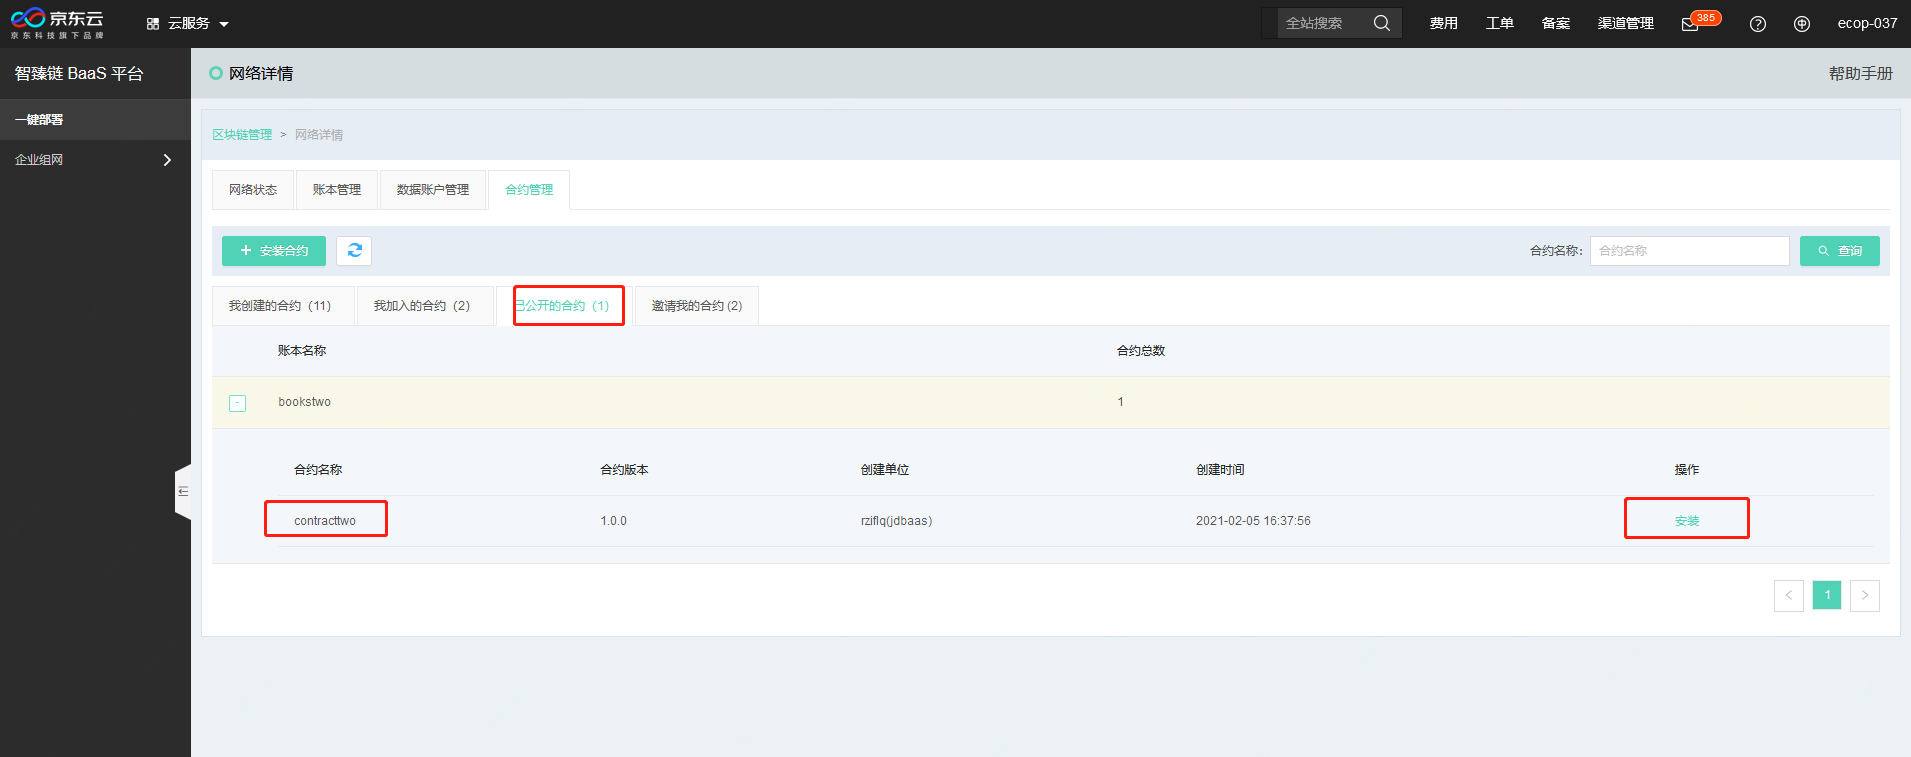 京东云
京东科技旗下品牌
云服务
全站搜索
费用
工单
备案
渠道管理
385
ecop-037
智臻链 BaaS 平台
一键部署
企业组网
网络详情
帮助手册
区块链管理 > 网络详情
网络状态
账本管理
数据账户管理
合约管理
+ 安装合约
合约名称:
合约名称
查询
我创建的合约 (11)
我加入的合约 (2)
已公开的合约 (1)
邀请我的合约 (2)
账本名称
合约总数
bookstwo
1
合约名称
合约版本
创建单位
创建时间
操作
contracttwo
1.0.0
rziflq(jdbaas)
2021-02-05 16:37:56
安装
< 1 >